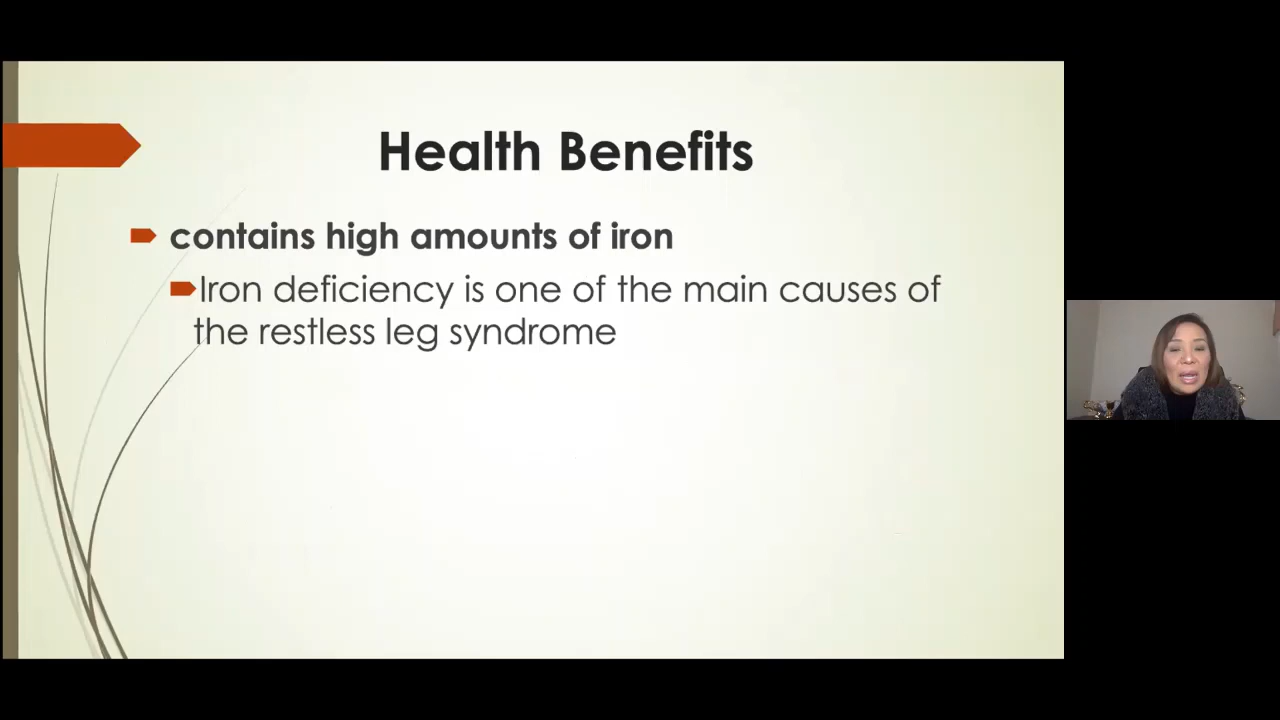 Health Benefits
contains high amounts of iron
Iron deficiency is one of the main causes of
the restless leg syndrome